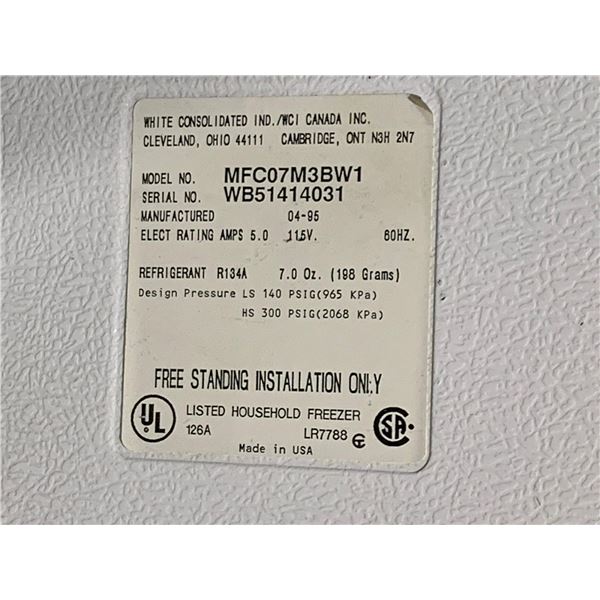 WHITE CONSOLIDATED IND./WCI CANADA INC.
CLEVELAND, OHIO 44111 CAMBRIDGE, ONT N3H 2N7
MODEL NO. MFC07M3BW1
SERIAL NO. WB51414031
MANUFACTURED 04-95
ELECT RATING AMPS 5.0 115V. 60HZ.
REFRIGERANT R134A 7.0 Oz. (198 Grams)
Design Pressure LS 140 PSIG(965 KPa)
HS 300 PSIG(2068 KPa)
FREE STANDING INSTALLATION ONLY
UL LISTED HOUSEHOLD FREEZER SA
126A LR7788
Made in USA